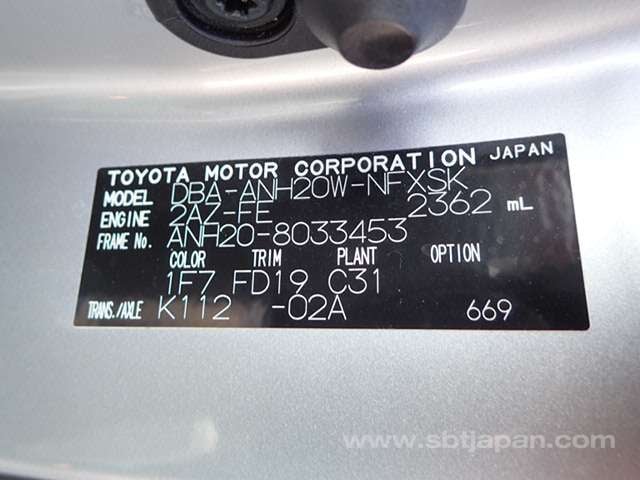 TOYOTA MOTOR CORPORATION JAPAN
MODEL DBA-ANH20W-NFXSK
ENGINE 2AZ-FE 2362 mL
FRAME No. ANH20-8033453
COLOR TRIM PLANT OPTION
1F7 FD19 C31
TRANS./AXLE K112 -02A 669
www.sbtjapan.com